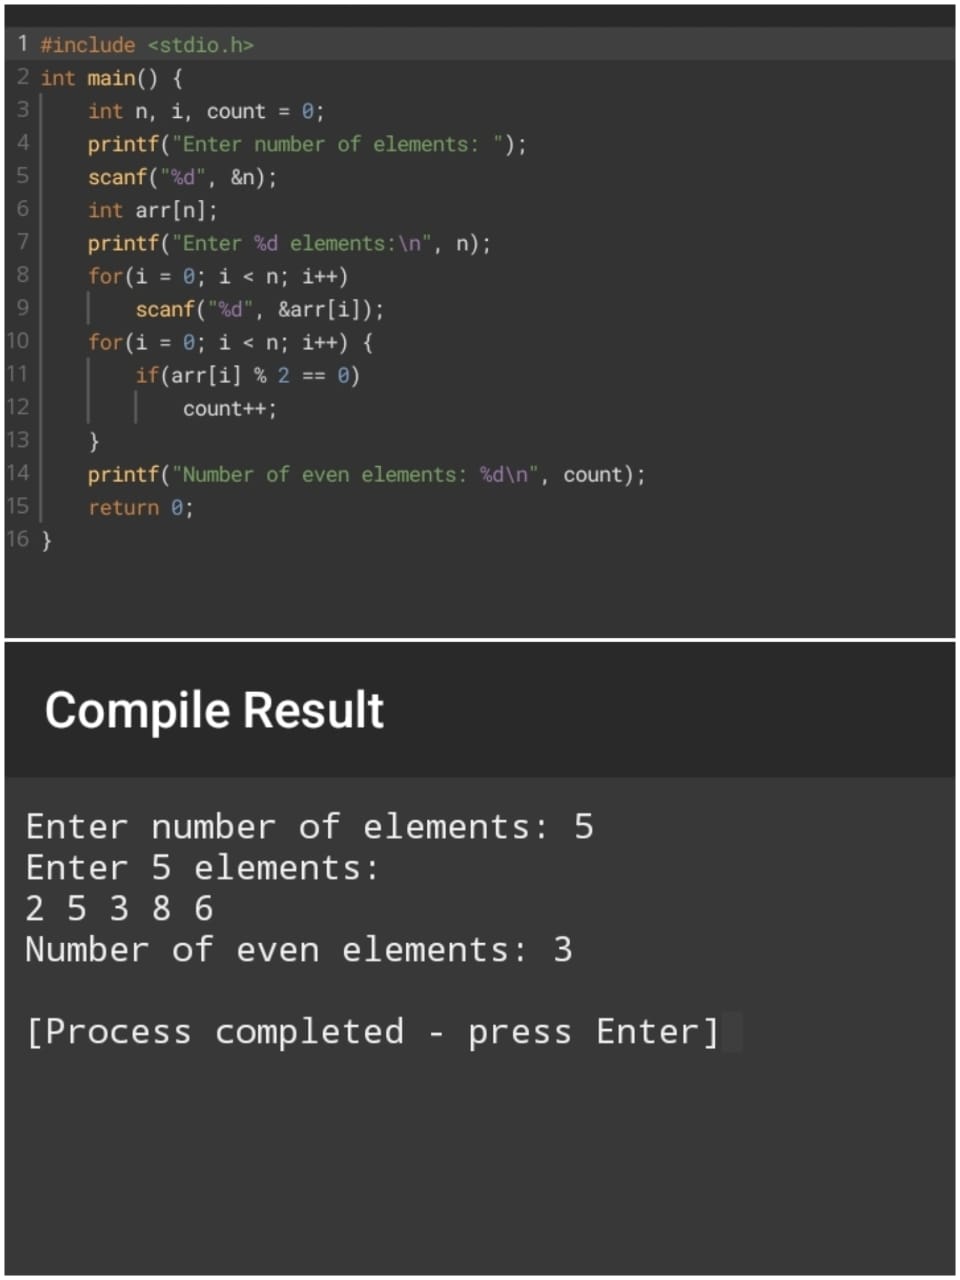 1 #include <stdio.h>
2 int main() {
3     int n, i, count = 0;
4     printf("Enter number of elements: ");
5     scanf("%d", &n);
6     int arr[n];
7     printf("Enter %d elements:\n", n);
8     for(i = 0; i < n; i++)
9         scanf("%d", &arr[i]);
10     for(i = 0; i < n; i++) {
11         if(arr[i] % 2 == 0)
12             count++;
13     }
14     printf("Number of even elements: %d\n", count);
15     return 0;
16 }
Compile Result
Enter number of elements: 5
Enter 5 elements:
2 5 3 8 6
Number of even elements: 3
[Process completed - press Enter]